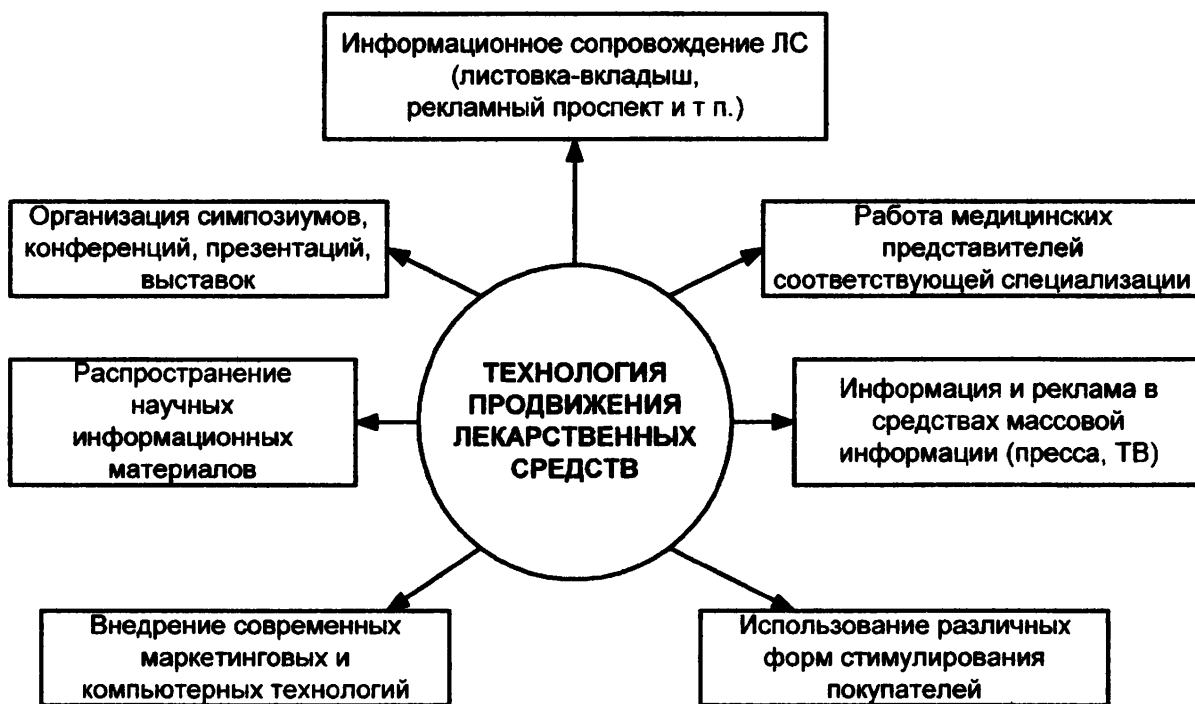 Информационное сопровождение ЛС
(листовка-вкладыш,
рекламный проспект и т п.)
Организация симпозиумов,
конференций, презентаций,
выставок
Работа медицинских
представителей
соответствующей специализации
Распространение
научных
информационных
материалов
ТЕХНОЛОГИЯ
ПРОДВИЖЕНИЯ
ЛЕКАРСТВЕННЫХ
СРЕДСТВ
Информация и реклама в
средствах массовой
информации (пресса, ТВ)
Внедрение современных
маркетинговых и
компьютерных технологий
Использование различных
форм стимулирования
покупателей